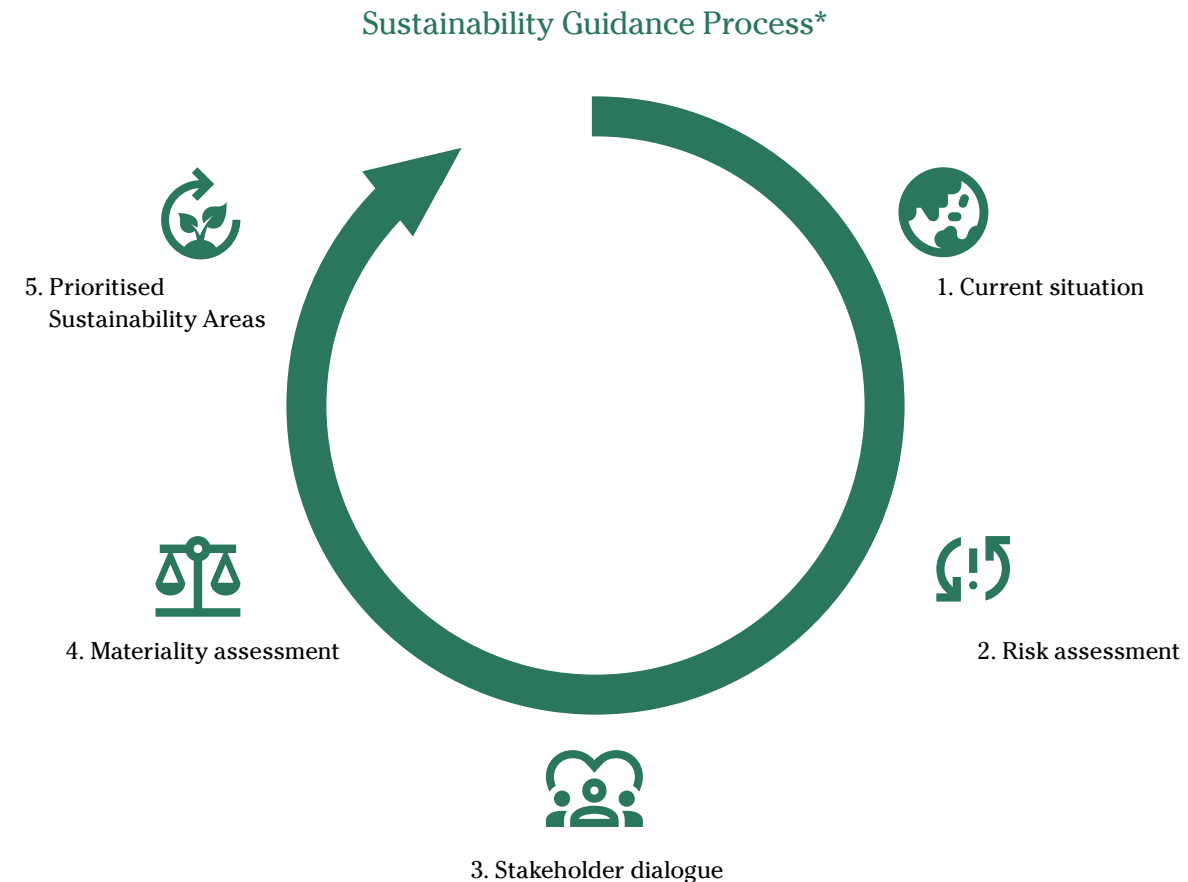 Sustainability Guidance Process*
1. Current situation
2. Risk assessment
3. Stakeholder dialogue
4. Materiality assessment
5. Prioritised
Sustainability Areas